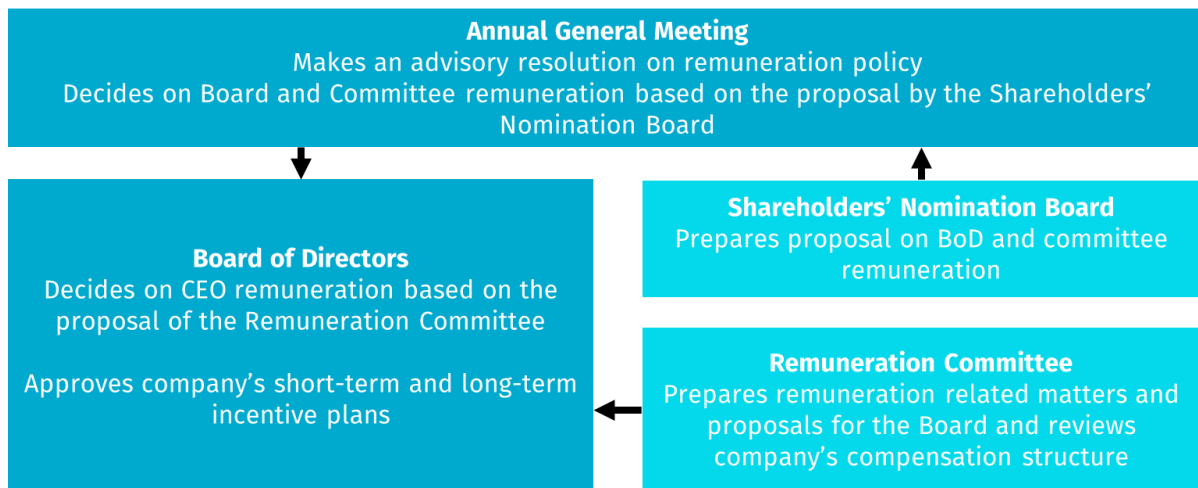 Annual General Meeting
Makes an advisory resolution on remuneration policy
Decides on Board and Committee remuneration based on the proposal by the Shareholders’
Nomination Board
Board of Directors
Decides on CEO remuneration based on the
proposal of the Remuneration Committee
Approves company’s short-term and long-term
incentive plans
Shareholders’ Nomination Board
Prepares proposal on BoD and committee
remuneration
Remuneration Committee
Prepares remuneration related matters and
proposals for the Board and reviews
company’s compensation structure